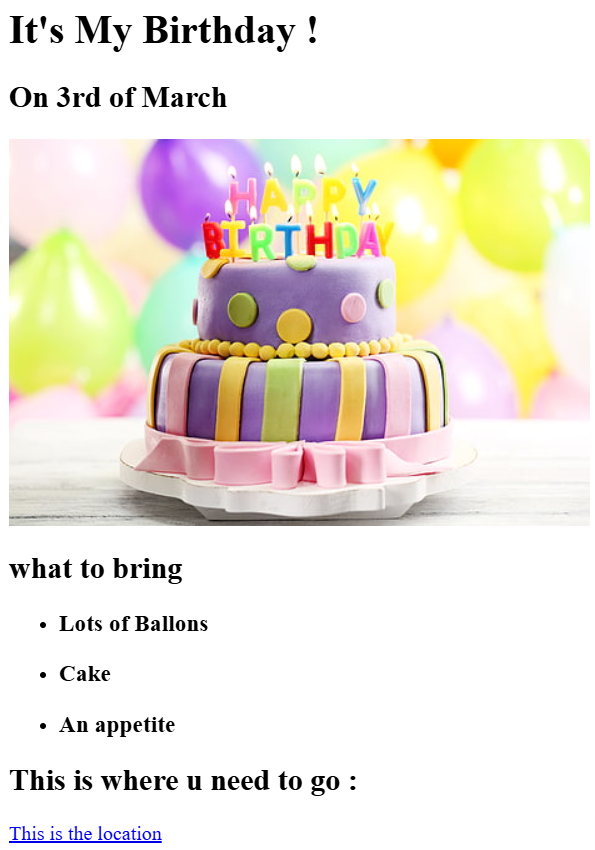 It's My Birthday !
On 3rd of March
HAPPY
BIRTHDAY
what to bring
Lots of Ballons
Cake
An appetite
This is where u need to go :
This is the location